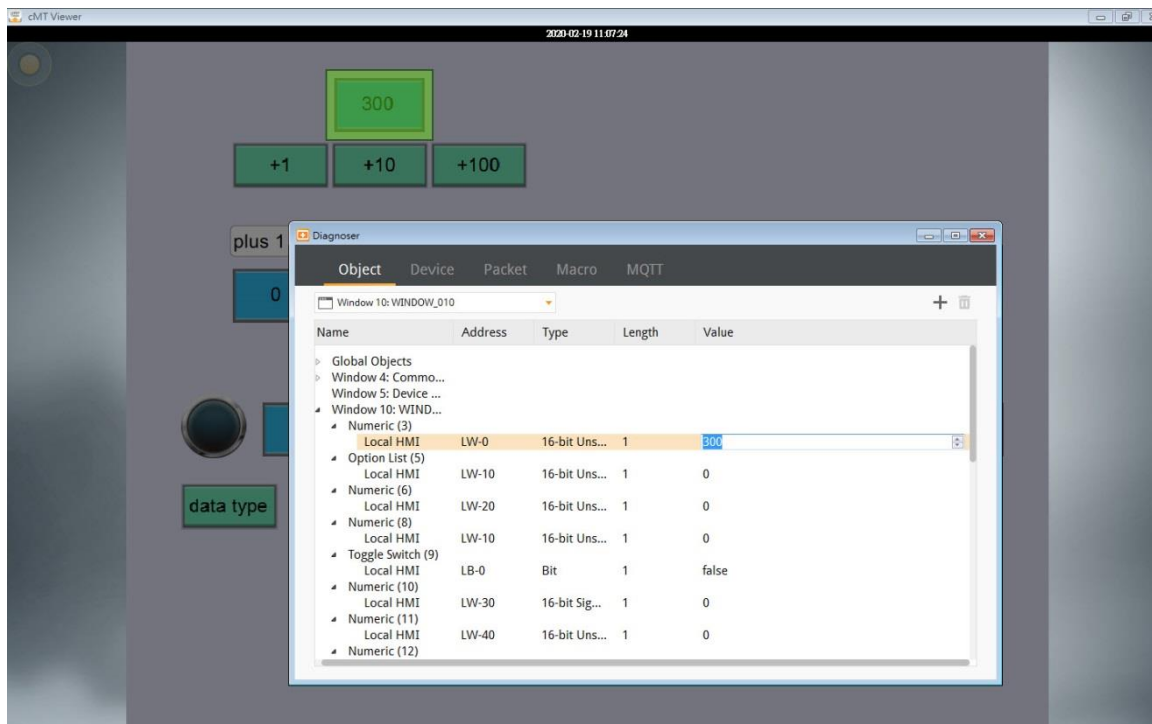 cMT Viewer
2020-02-19 11:07:24
300
+1 +10 +100
plus 1
0
data type
Diagnoser
Object Device Packet Macro MQTT
Window 10: WINDOW_010
Name Address Type Length Value
Global Objects
Window 4: Commo...
Window 5: Device ...
Window 10: WIND...
Numeric (3)
Local HMI LW-0 16-bit Uns... 1 300
Option List (5)
Local HMI LW-10 16-bit Uns... 1 0
Numeric (6)
Local HMI LW-20 16-bit Uns... 1 0
Numeric (8)
Local HMI LW-10 16-bit Uns... 1 0
Toggle Switch (9)
Local HMI LB-0 Bit 1 false
Numeric (10)
Local HMI LW-30 16-bit Sig... 1 0
Numeric (11)
Local HMI LW-40 16-bit Uns... 1 0
Numeric (12)